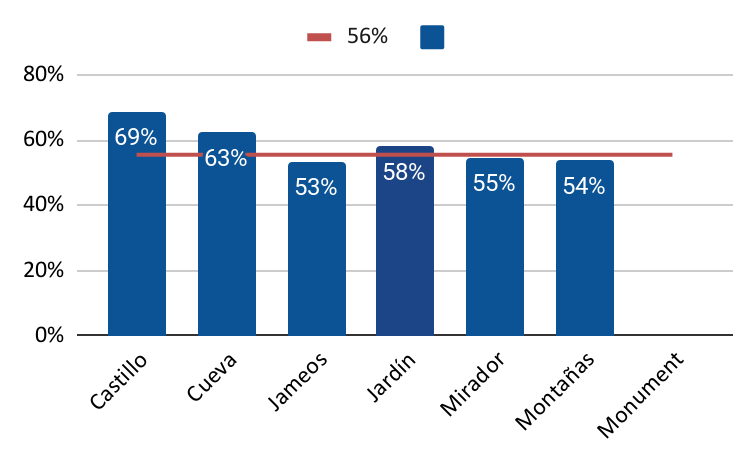 56%
80%
60%
40%
20%
0%
69%
63%
53%
58%
55%
54%
Castillo
Cueva
Jameos
Jardín
Mirador
Montañas
Monument